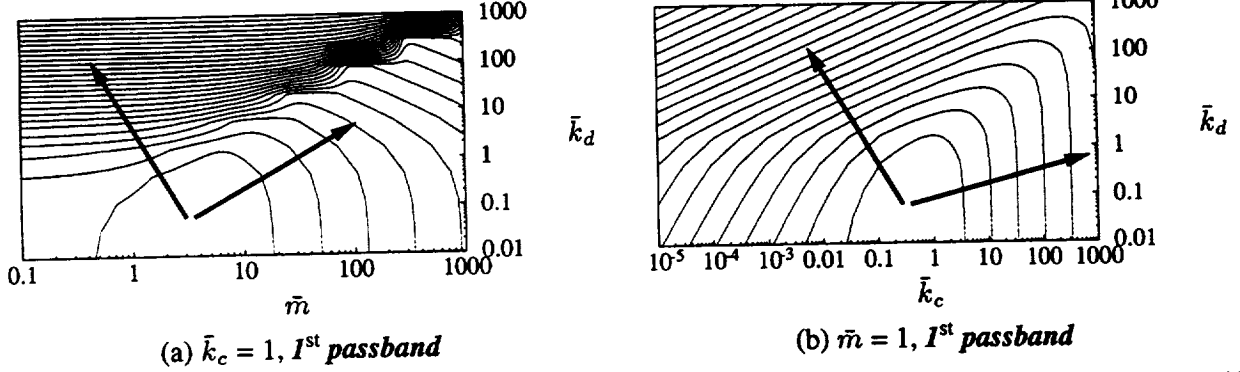 1000
100
10
1
0.1
0.01
k̄_d
0.1 1 10 100 1000
m̄
(a) k̄_c = 1, 1st passband
1000
100
10
1
0.1
0.01
k̄_d
10^-5 10^-4 10^-3 0.01 0.1 1 10 100 1000
k̄_c
(b) m̄ = 1, 1st passband